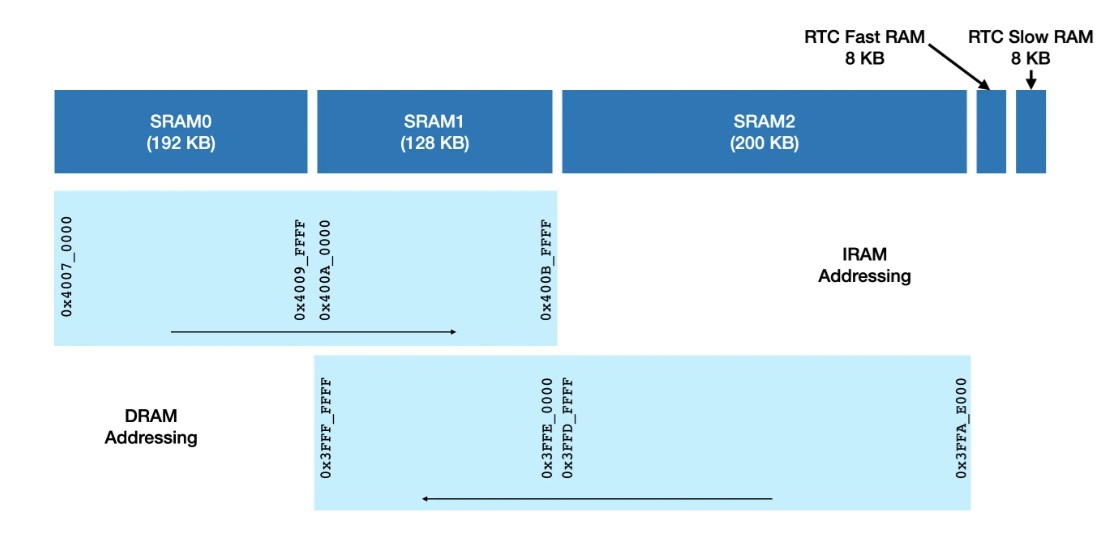 RTC Fast RAM
8 KB
RTC Slow RAM
8 KB
SRAM0
(192 KB)
SRAM1
(128 KB)
SRAM2
(200 KB)
0x4007_0000
0x4009_FFFF
0x400A_0000
0x400B_FFFF
IRAM
Addressing
DRAM
Addressing
0x3FFF_FFFF
0x3FFE_0000
0x3FFD_FFFF
0x3FFA_E000